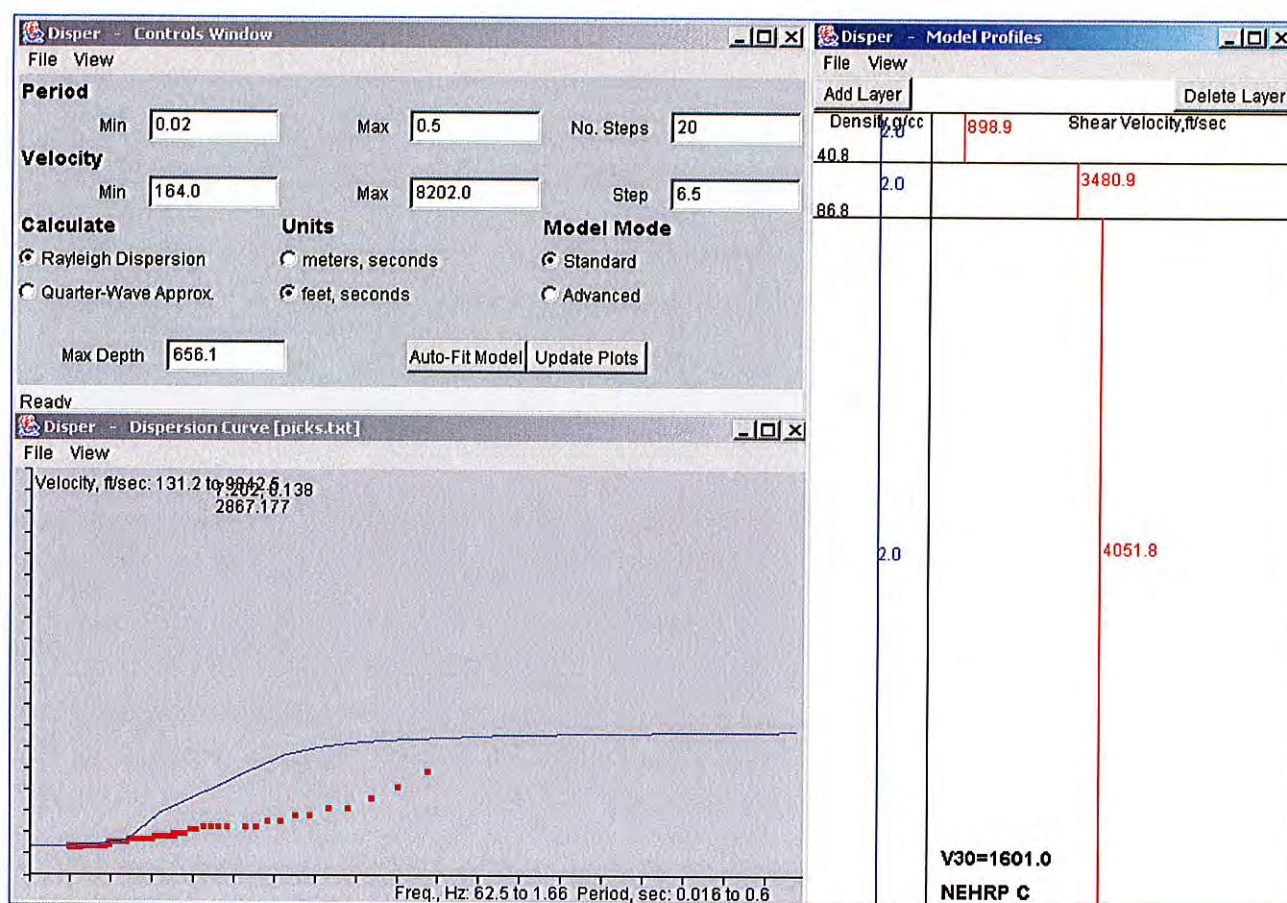 Disper - Controls Window
File View
Period
Min 0.02 Max 0.5 No. Steps 20
Velocity
Min 164.0 Max 8202.0 Step 6.5
Calculate Units Model Mode
Rayleigh Dispersion meters, seconds Standard
Quarter-Wave Approx. feet, seconds Advanced
Max Depth 656.1 Auto-Fit Model Update Plots
Ready
Disper - Dispersion Curve [picks.txt]
File View
Velocity, ft/sec: 131.2 to 9842.5
7.202, 0.138
2867.177
Freq., Hz: 62.5 to 1.66 Period, sec: 0.016 to 0.6
Disper - Model Profiles
File View
Add Layer Delete Layer
Density,g/cc Shear Velocity,ft/sec
2.0 898.9
40.8
2.0 3480.9
86.8
2.0 4051.8
V30=1601.0
NEHRP C